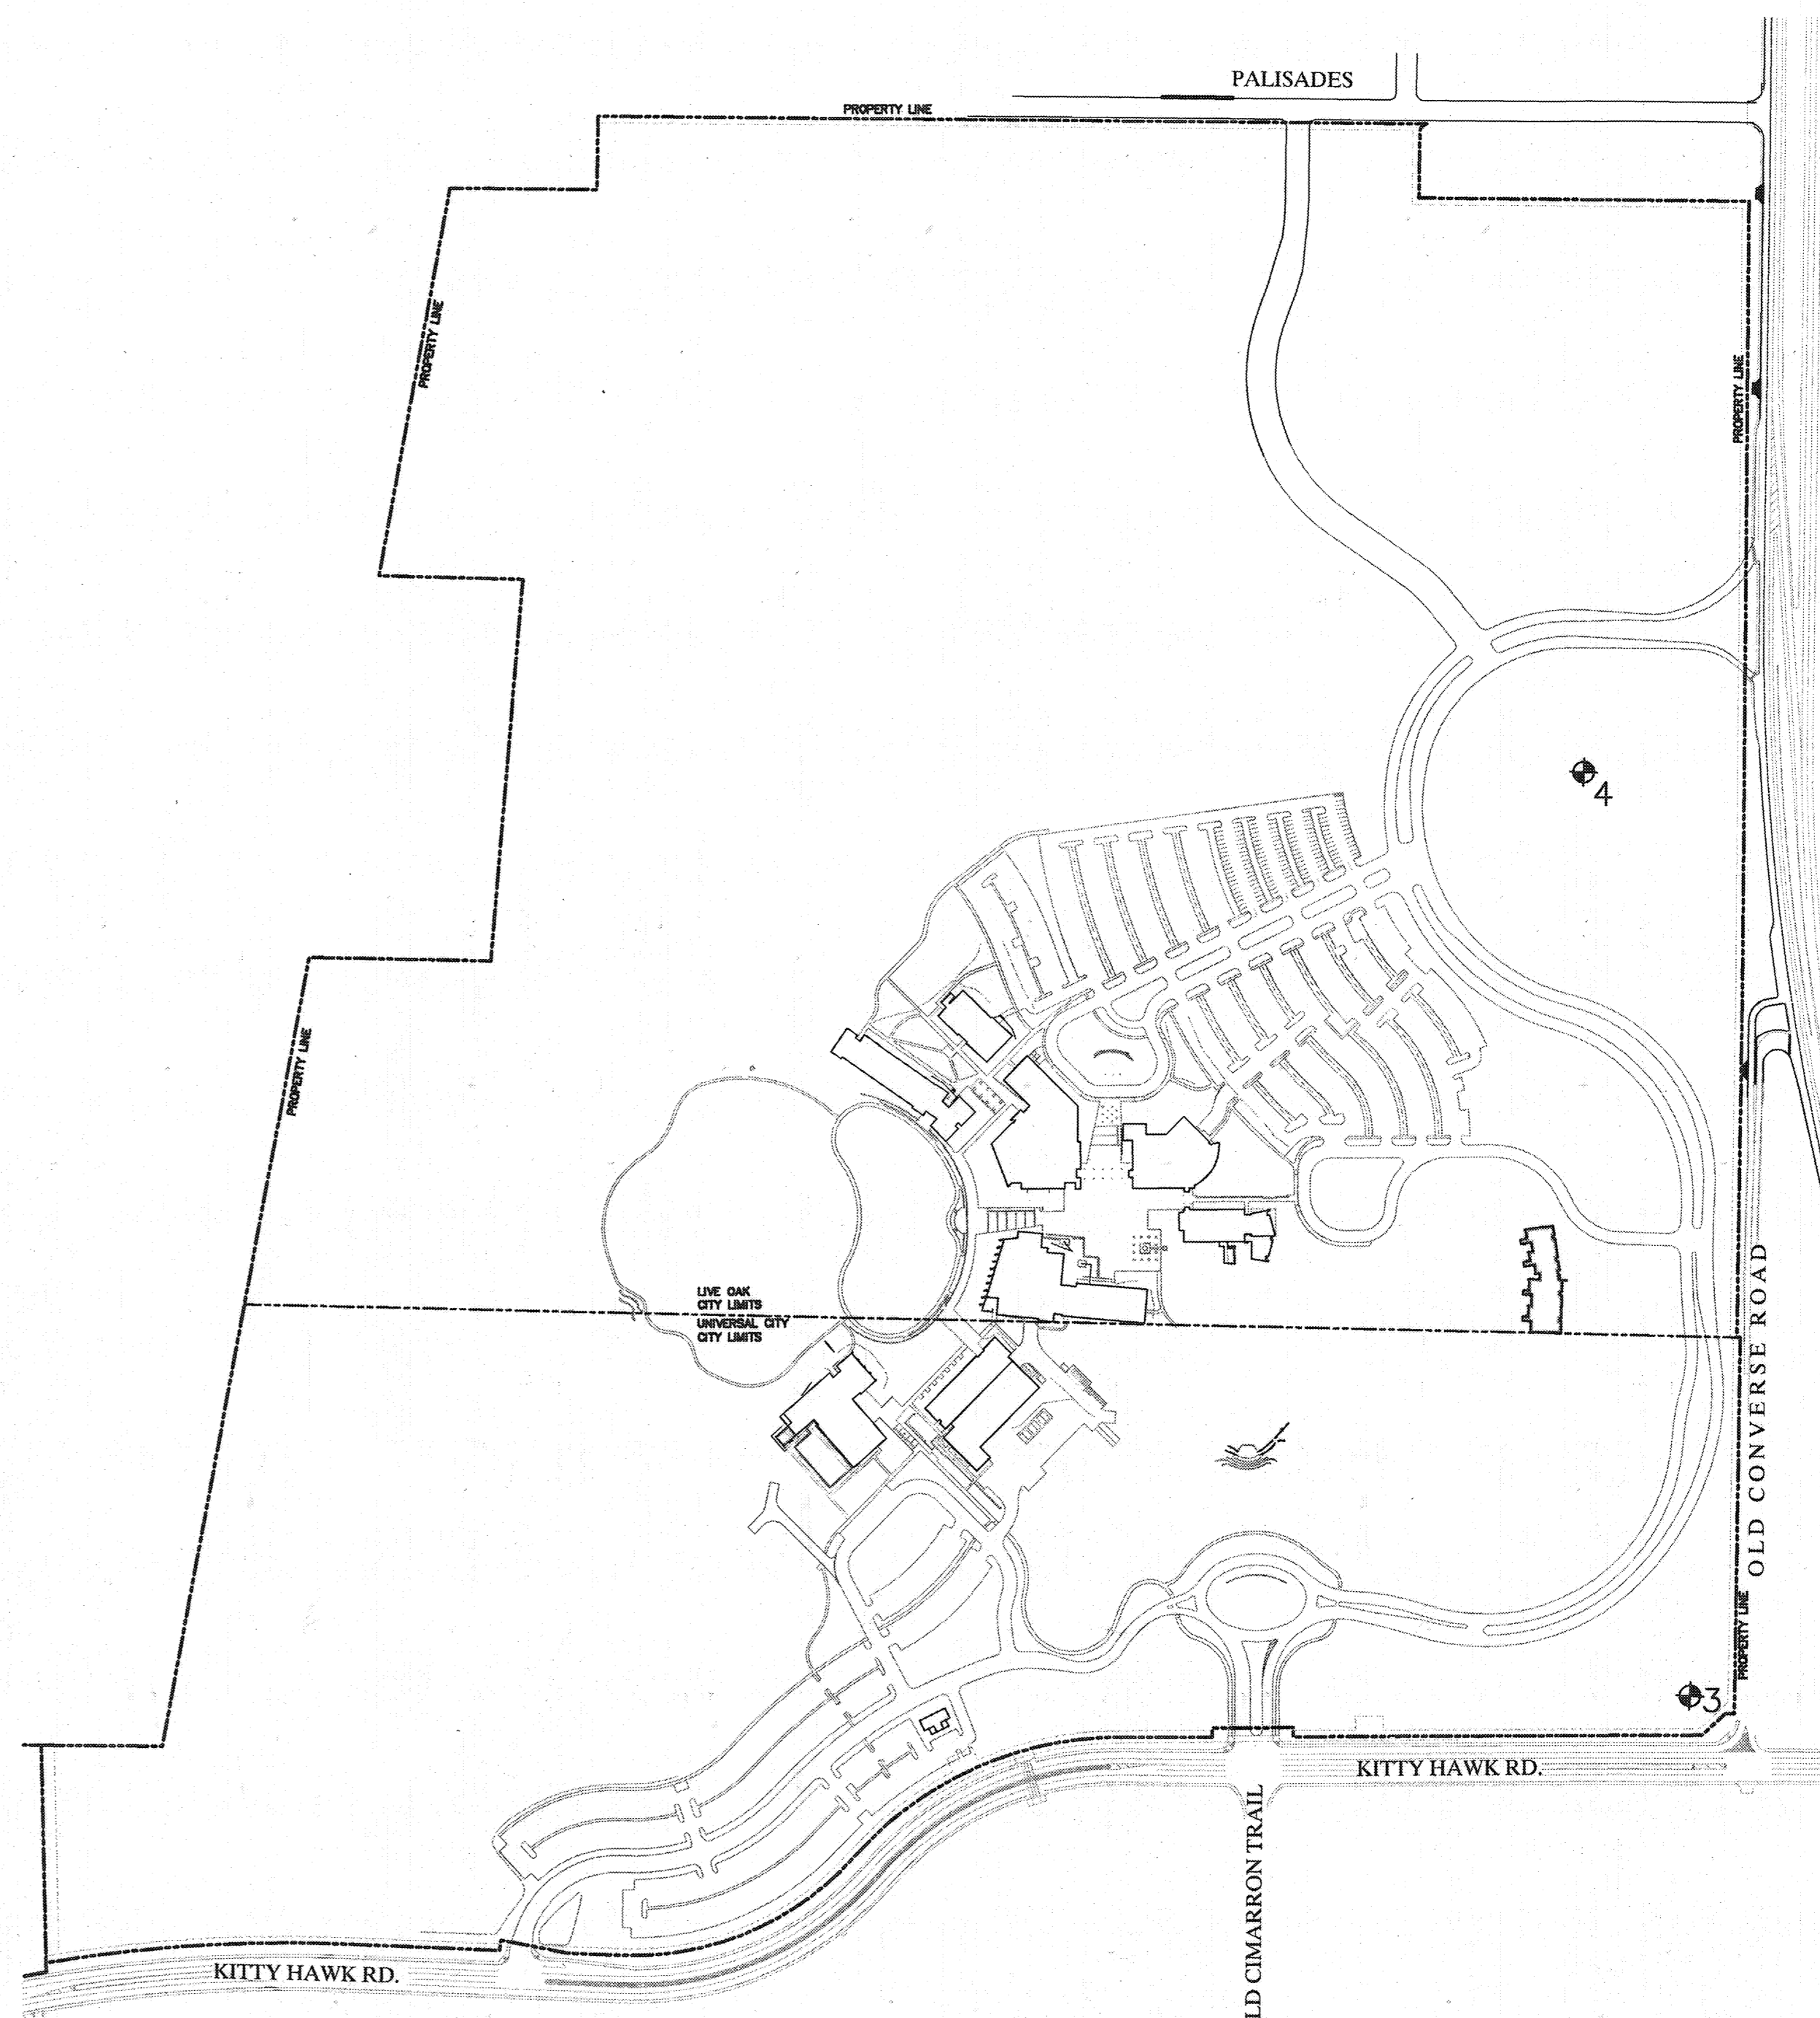 PALISADES
PROPERTY LINE
PROPERTY LINE
PROPERTY LINE
4
PROPERTY LINE
LIVE OAK
CITY LIMITS
UNIVERSAL CITY
CITY LIMITS
OLD CONVERSE ROAD
PROPERTY LINE
3
KITTY HAWK RD.
LD CIMARRON TRAIL
KITTY HAWK RD.